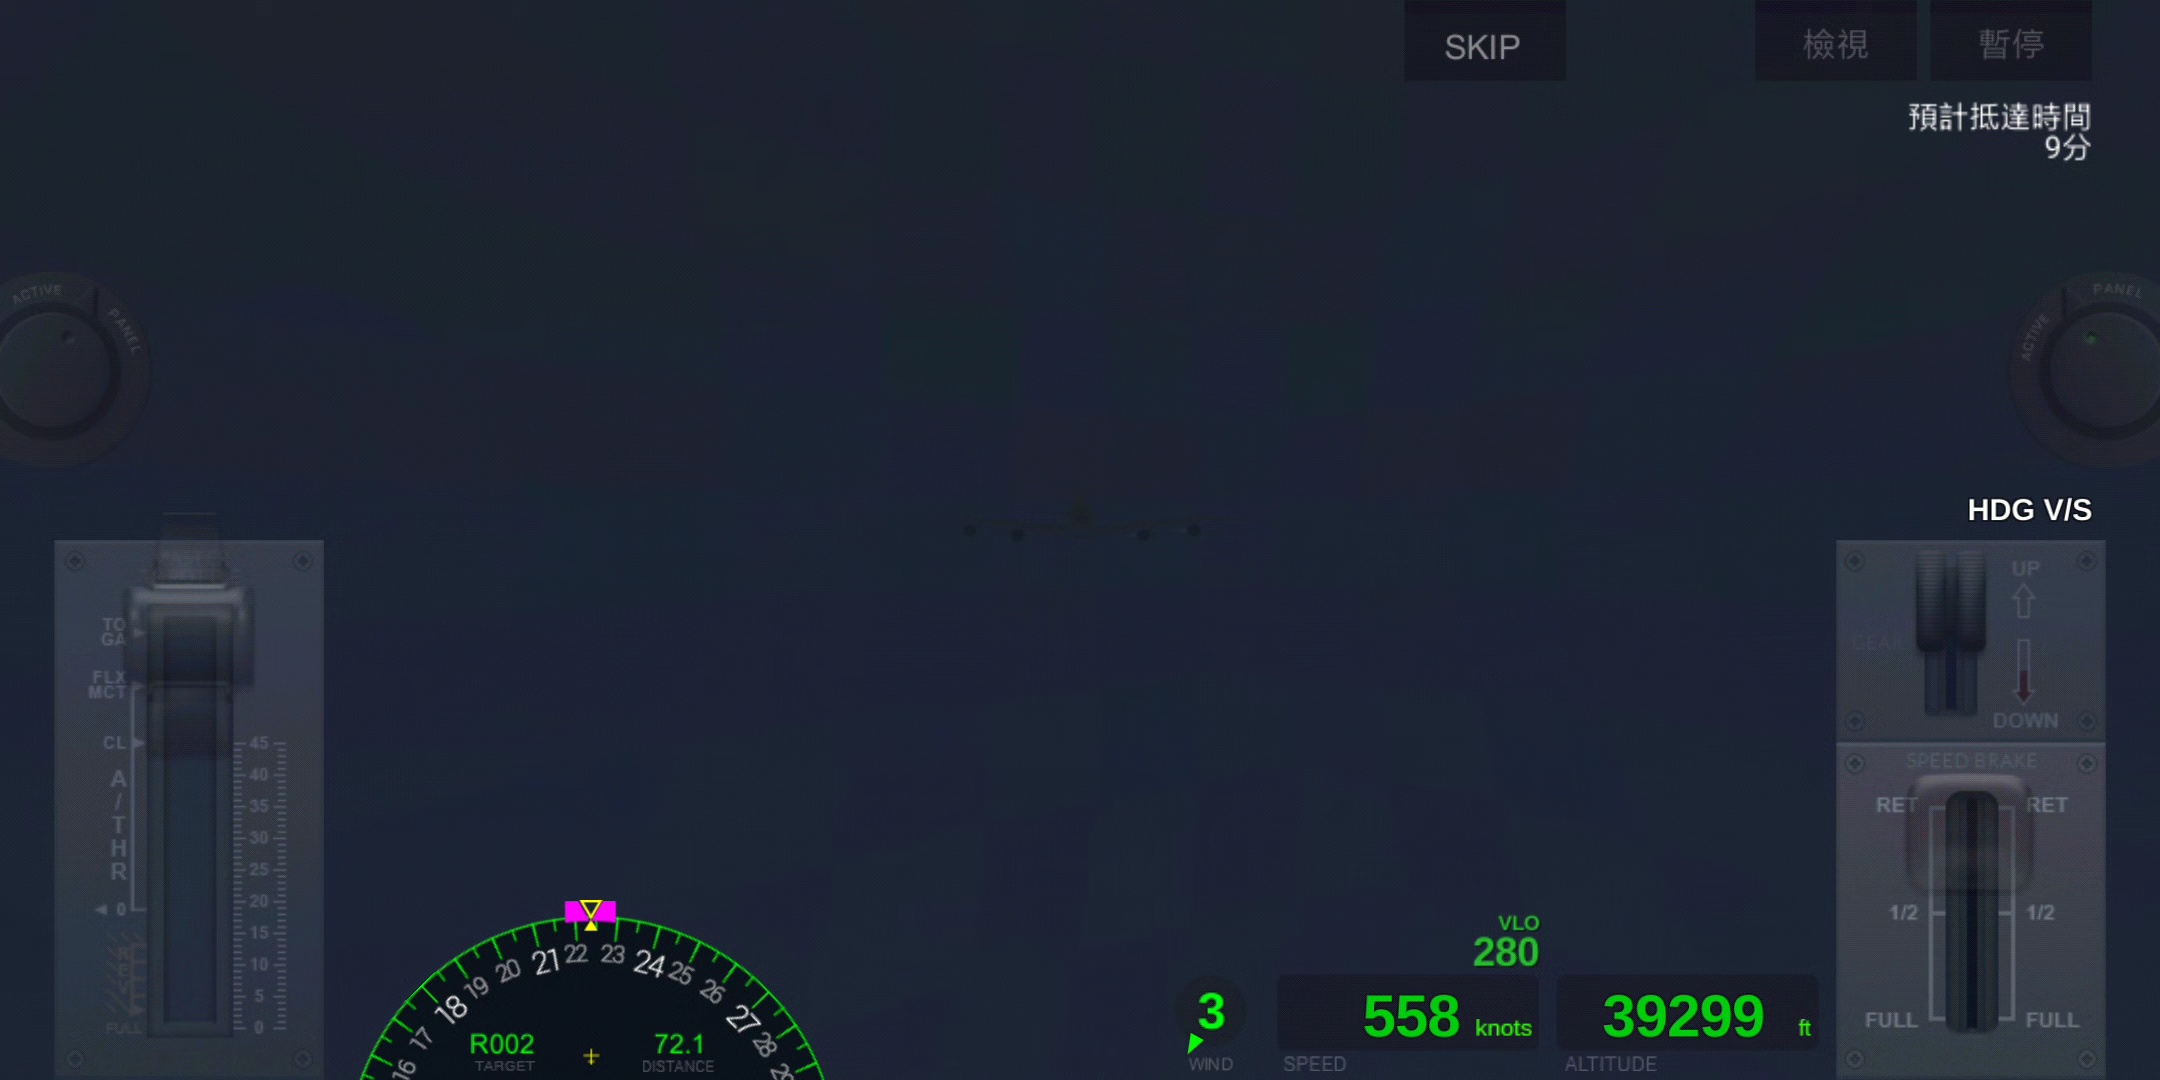 SKIP
檢視
暫停
預計抵達時間
9分
ACTIVE
PANEL
ACTIVE
PANEL
HDG V/S
TO
GA
FLX
MCT
CL
A
/
T
H
R
0
REV
FULL
45
40
35
30
25
20
15
10
5
0
UP
GEAR
DOWN
SPEED BRAKE
RET
RET
1/2
1/2
FULL
FULL
16
17
18
19
20
21
22
23
24
25
26
27
28
R002
TARGET
72.1
DISTANCE
3
WIND
VLO
280
558 knots
SPEED
39299 ft
ALTITUDE